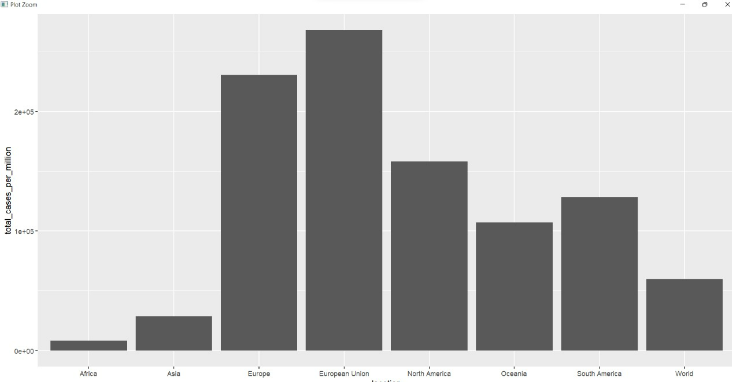 Plot Zoom
total_cases_per_million
2e+05
1e+05
0e+00
Africa Asia Europe European Union North America Oceania South America World